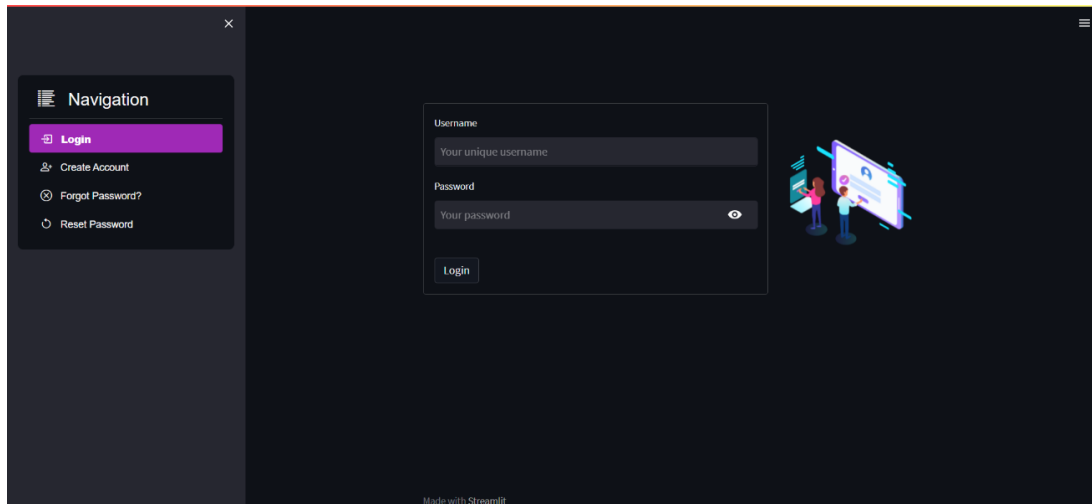 Navigation
Login
Create Account
Forgot Password?
Reset Password
Username
Your unique username
Password
Your password
Login
Made with Streamlit